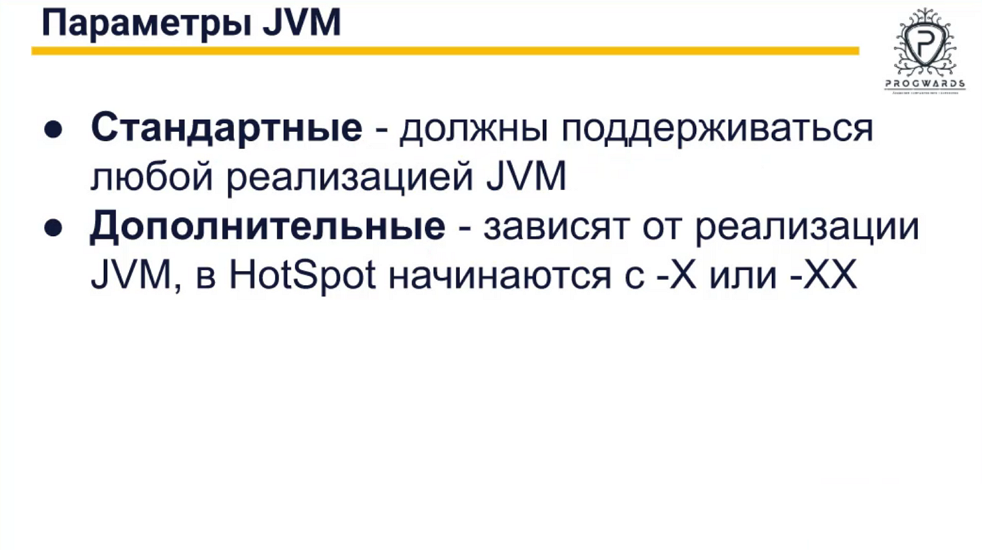 Параметры JVM
PROGWARDS
● Стандартные - должны поддерживаться
любой реализацией JVM
● Дополнительные - зависят от реализации
JVM, в HotSpot начинаются с -X или -XX